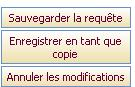 Sauvegarder la requête
Enregistrer en tant que
copie
Annuler les modifications